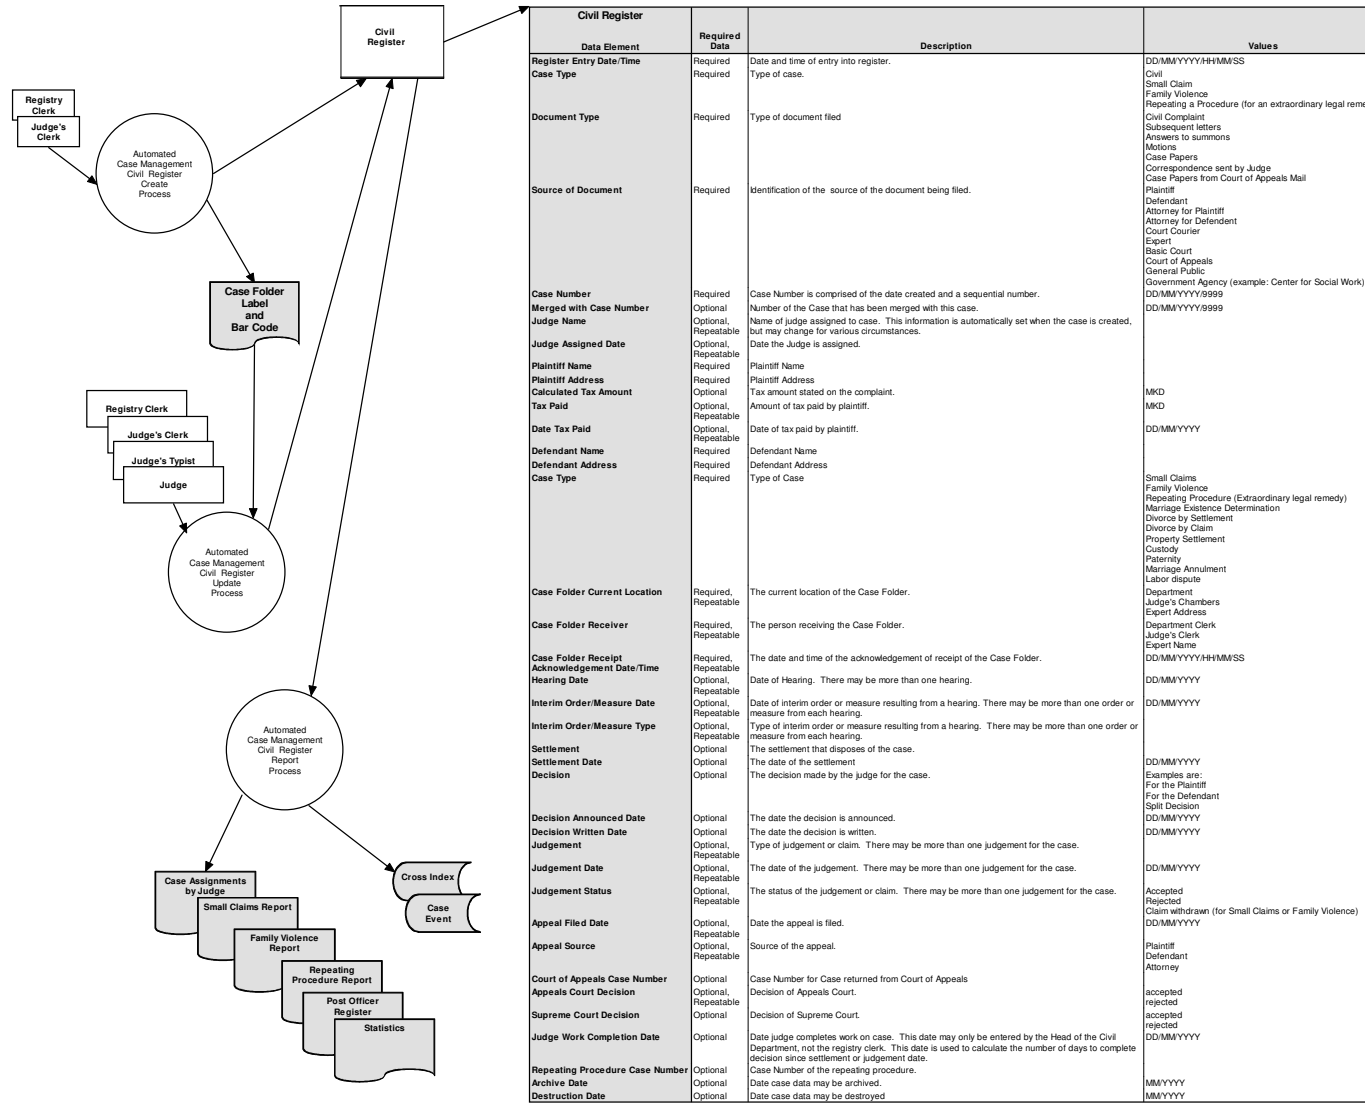 Civil
Register
Registry
Clerk
Judge's
Clerk
Automated
Case Management
Civil Register
Create
Process
Case Folder
Label
and
Bar Code
Registry Clerk
Judge's Clerk
Judge's Typist
Judge
Automated
Case Management
Civil Register
Update
Process
Automated
Case Management
Civil Register
Report
Process
Case Assignments
by Judge
Small Claims Report
Family Violence
Report
Repeating
Procedure Report
Post Officer
Register
Statistics
Cross Index
Case
Event
Civil Register
Data Element Required Data Description Values
Register Entry Date/Time Required Date and time of entry into register. DD/MM/YYYY/HH/MM/SS
Case Type Required Type of case. Civil
Small Claim
Family Violence
Repeating a Procedure (for an extraordinary legal reme
Document Type Required Type of document filed Civil Complaint
Subsequent letters
Answers to summons
Motions
Case Papers
Correspondence sent by Judge
Case Papers from Court of Appeals Mail
Source of Document Required Identification of the source of the document being filed. Plaintiff
Defendant
Attorney for Plaintiff
Attorney for Defendent
Court Courier
Expert
Basic Court
Court of Appeals
General Public
Government Agency (example: Center for Social Work)
Case Number Required Case Number is comprised of the date created and a sequential number. DD/MM/YYYY/9999
Merged with Case Number Optional Number of the Case that has been merged with this case. DD/MM/YYYY/9999
Judge Name Optional, Name of judge assigned to case. This information is automatically set when the case is created,
Repeatable but may change for various circumstances.
Judge Assigned Date Optional, Date the Judge is assigned.
Repeatable
Plaintiff Name Required Plaintiff Name
Plaintiff Address Required Plaintiff Address
Calculated Tax Amount Optional Tax amount stated on the complaint. MKD
Tax Paid Optional, Amount of tax paid by plaintiff. MKD
Repeatable
Date Tax Paid Optional, Date of tax paid by plaintiff. DD/MM/YYYY
Repeatable
Defendant Name Required Defendant Name
Defendant Address Required Defendant Address
Case Type Required Type of Case Small Claims
Family Violence
Repeating Procedure (Extraordinary legal remedy)
Marriage Existence Determination
Divorce by Settlement
Divorce by Claim
Property Settlement
Custody
Paternity
Marriage Annulment
Labor dispute
Case Folder Current Location Required, The current location of the Case Folder. Department
Repeatable Judge's Chambers
Expert Address
Case Folder Receiver Required, The person receiving the Case Folder. Department Clerk
Repeatable Judge's Clerk
Expert Name
Case Folder Receipt Required, The date and time of the acknowledgement of receipt of the Case Folder. DD/MM/YYYY/HH/MM/SS
Acknowledgement Date/Time Repeatable
Hearing Date Optional, Date of Hearing. There may be more than one hearing. DD/MM/YYYY
Repeatable
Interim Order/Measure Date Optional, Date of interim order or measure resulting from a hearing. There may be more than one order or DD/MM/YYYY
Repeatable measure from each hearing.
Interim Order/Measure Type Optional, Type of interim order or measure resulting from a hearing. There may be more than one order or
Repeatable measure from each hearing.
Settlement Optional The settlement that disposes of the case.
Settlement Date Optional The date of the settlement DD/MM/YYYY
Decision Optional The decision made by the judge for the case. Examples are:
For the Plaintiff
For the Defendant
Split Decision
Decision Announced Date Optional The date the decision is announced. DD/MM/YYYY
Decision Written Date Optional The date the decision is written. DD/MM/YYYY
Judgement Optional, Type of judgement or claim. There may be more than one judgement for the case.
Repeatable
Judgement Date Optional, The date of the judgement. There may be more than one judgement for the case. DD/MM/YYYY
Repeatable
Judgement Status Optional, The status of the judgement or claim. There may be more than one judgement for the case. Accepted
Repeatable Rejected
Claim withdrawn (for Small Claims or Family Violence)
Appeal Filed Date Optional, Date the appeal is filed. DD/MM/YYYY
Repeatable
Appeal Source Optional, Source of the appeal. Plaintiff
Repeatable Defendant
Attorney
Court of Appeals Case Number Optional Case Number for Case returned from Court of Appeals
Appeals Court Decision Optional, Decision of Appeals Court. accepted
Repeatable rejected
Supreme Court Decision Optional Decision of Supreme Court. accepted
rejected
Judge Work Completion Date Optional Date judge completes work on case. This date may only be entered by the Head of the Civil DD/MM/YYYY
Department, not the registry clerk. This date is used to calculate the number of days to complete
decision since settlement or judgement date.
Repeating Procedure Case Number Optional Case Number of the repeating procedure.
Archive Date Optional Date case data may be archived. MM/YYYY
Destruction Date Optional Date case data may be destroyed MM/YYYY